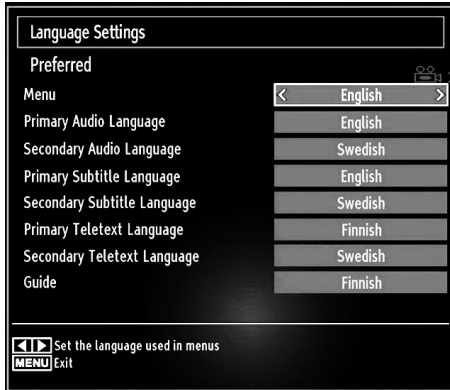 Language Settings
Preferred
Menu < English >
Primary Audio Language English
Secondary Audio Language Swedish
Primary Subtitle Language English
Secondary Subtitle Language Swedish
Primary Teletext Language Finnish
Secondary Teletext Language Swedish
Guide Finnish
Set the language used in menus
MENU Exit